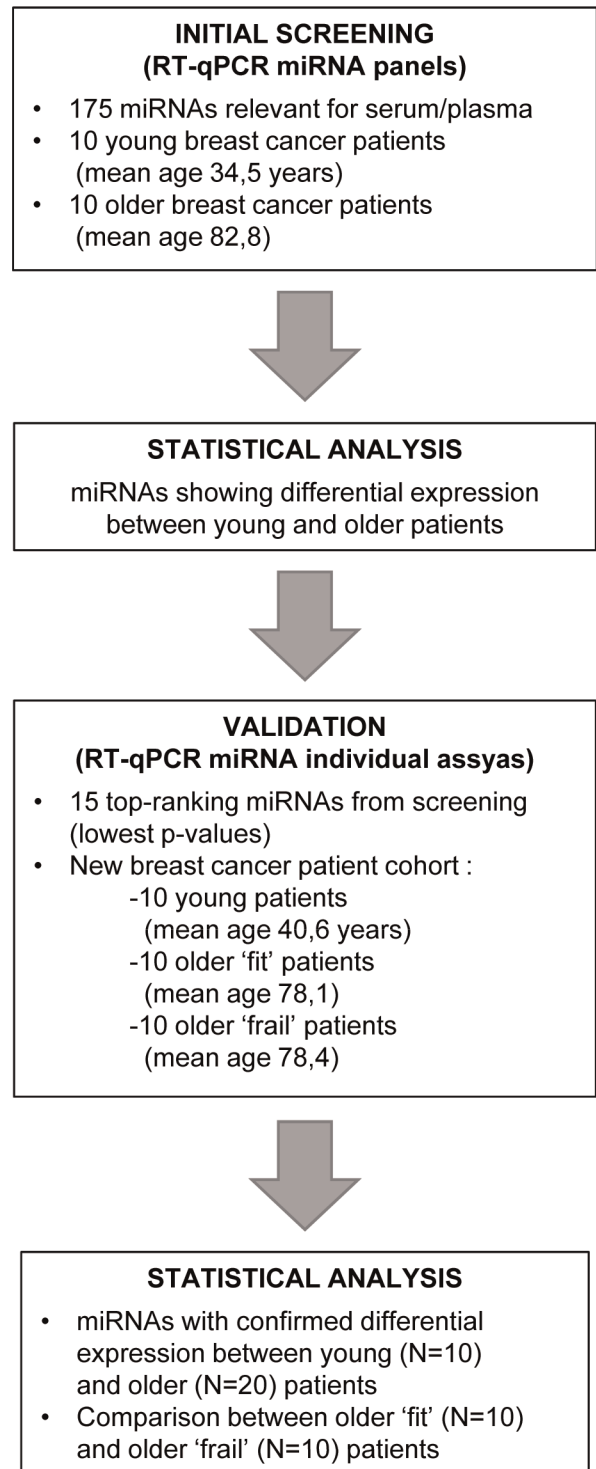 INITIAL SCREENING
(RT-qPCR miRNA panels)
• 175 miRNAs relevant for serum/plasma
• 10 young breast cancer patients
(mean age 34,5 years)
• 10 older breast cancer patients
(mean age 82,8)
STATISTICAL ANALYSIS
miRNAs showing differential expression
between young and older patients
VALIDATION
(RT-qPCR miRNA individual assyas)
• 15 top-ranking miRNAs from screening
(lowest p-values)
• New breast cancer patient cohort :
-10 young patients
(mean age 40,6 years)
-10 older ‘fit’ patients
(mean age 78,1)
-10 older ‘frail’ patients
(mean age 78,4)
STATISTICAL ANALYSIS
• miRNAs with confirmed differential
expression between young (N=10)
and older (N=20) patients
• Comparison between older ‘fit’ (N=10)
and older ‘frail’ (N=10) patients